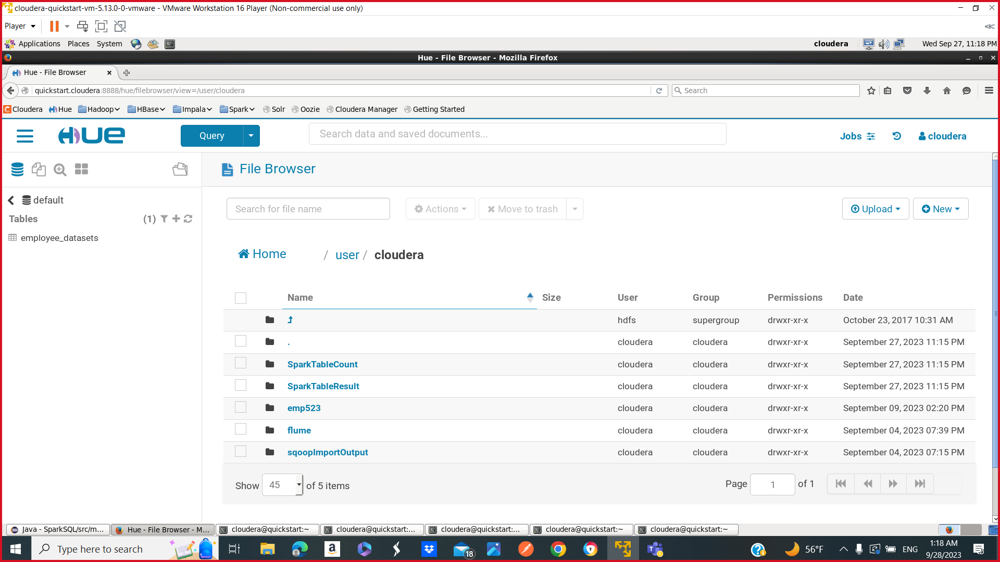 cloudera-quickstart-vm-5.13.0-0-vmware - VMware Workstation 16 Player (Non-commercial use only)
Player
Applications Places System cloudera Wed Sep 27, 11:18 PM
Hue - File Browser - Mozilla Firefox
Hue - File Browser
quickstart.cloudera:8888/hue/filebrowser/view=/user/cloudera Search
Cloudera Hue Hadoop HBase Impala Spark Solr Oozie Cloudera Manager Getting Started
HUE Query Search data and saved documents... Jobs cloudera
File Browser
default
Tables (1)
employee_datasets
Search for file name Actions Move to trash Upload New
Home / user / cloudera
Name Size User Group Permissions Date
hdfs supergroup drwxr-xr-x October 23, 2017 10:31 AM
. cloudera cloudera drwxr-xr-x September 27, 2023 11:15 PM
SparkTableCount cloudera cloudera drwxr-xr-x September 27, 2023 11:15 PM
SparkTableResult cloudera cloudera drwxr-xr-x September 27, 2023 11:15 PM
emp523 cloudera cloudera drwxr-xr-x September 09, 2023 02:20 PM
flume cloudera cloudera drwxr-xr-x September 04, 2023 07:39 PM
sqoopImportOutput cloudera cloudera drwxr-xr-x September 04, 2023 07:15 PM
Show 45 of 5 items Page 1 of 1
Java - SparkSQL/src/m... Hue - File Browser - M... cloudera@quickstart:~ cloudera@quickstart:... cloudera@quickstart:... cloudera@quickstart:~ cloudera@quickstart:~
Type here to search 18 56°F ENG 1:18 AM
9/28/2023